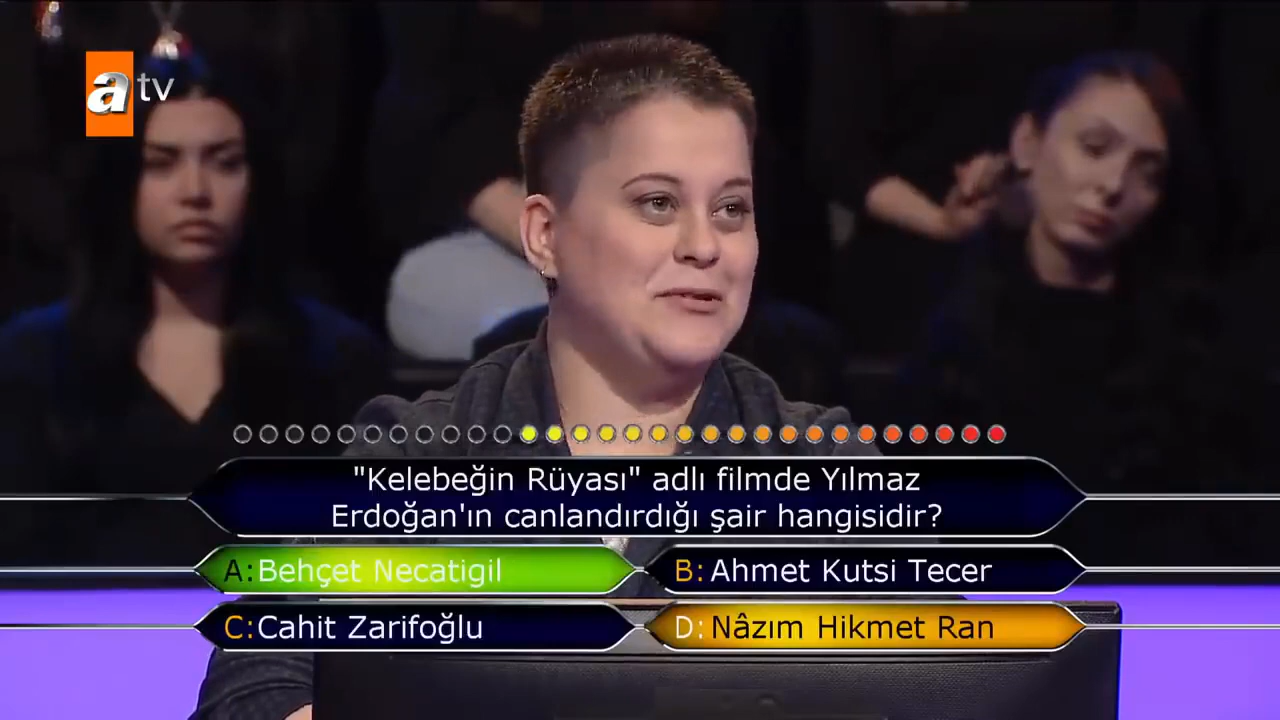 atv
"Kelebeğin Rüyası" adlı filmde Yılmaz
Erdoğan'ın canlandırdığı şair hangisidir?
A: Behçet Necatigil
B: Ahmet Kutsi Tecer
C: Cahit Zarifoğlu
D: Nâzım Hikmet Ran